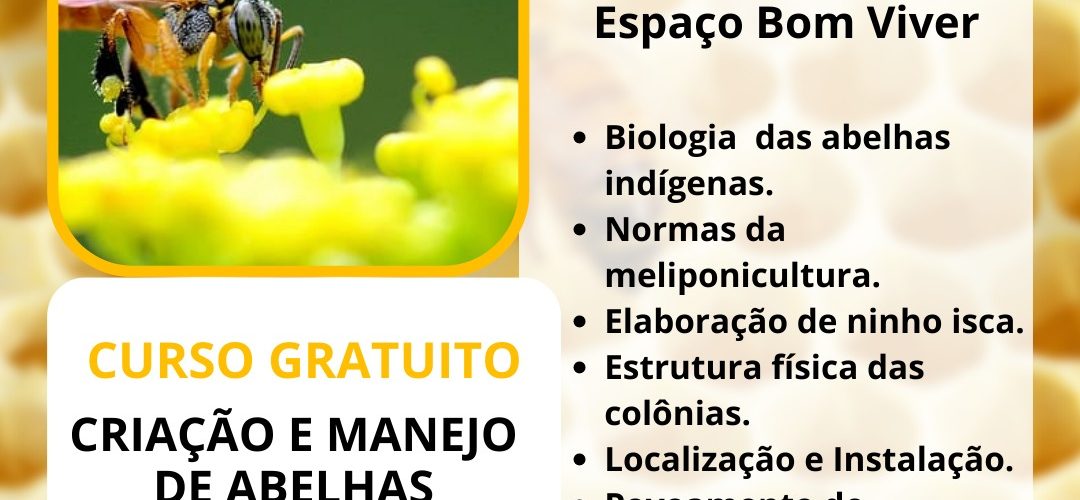 Espaço Bom Viver
• Biologia das abelhas
indígenas.
• Normas da
meliponicultura.
• Elaboração de ninho isca.
• Estrutura física das
colônias.
• Localização e Instalação.
CURSO GRATUITO
CRIAÇÃO E MANEJO
DE ABELHAS